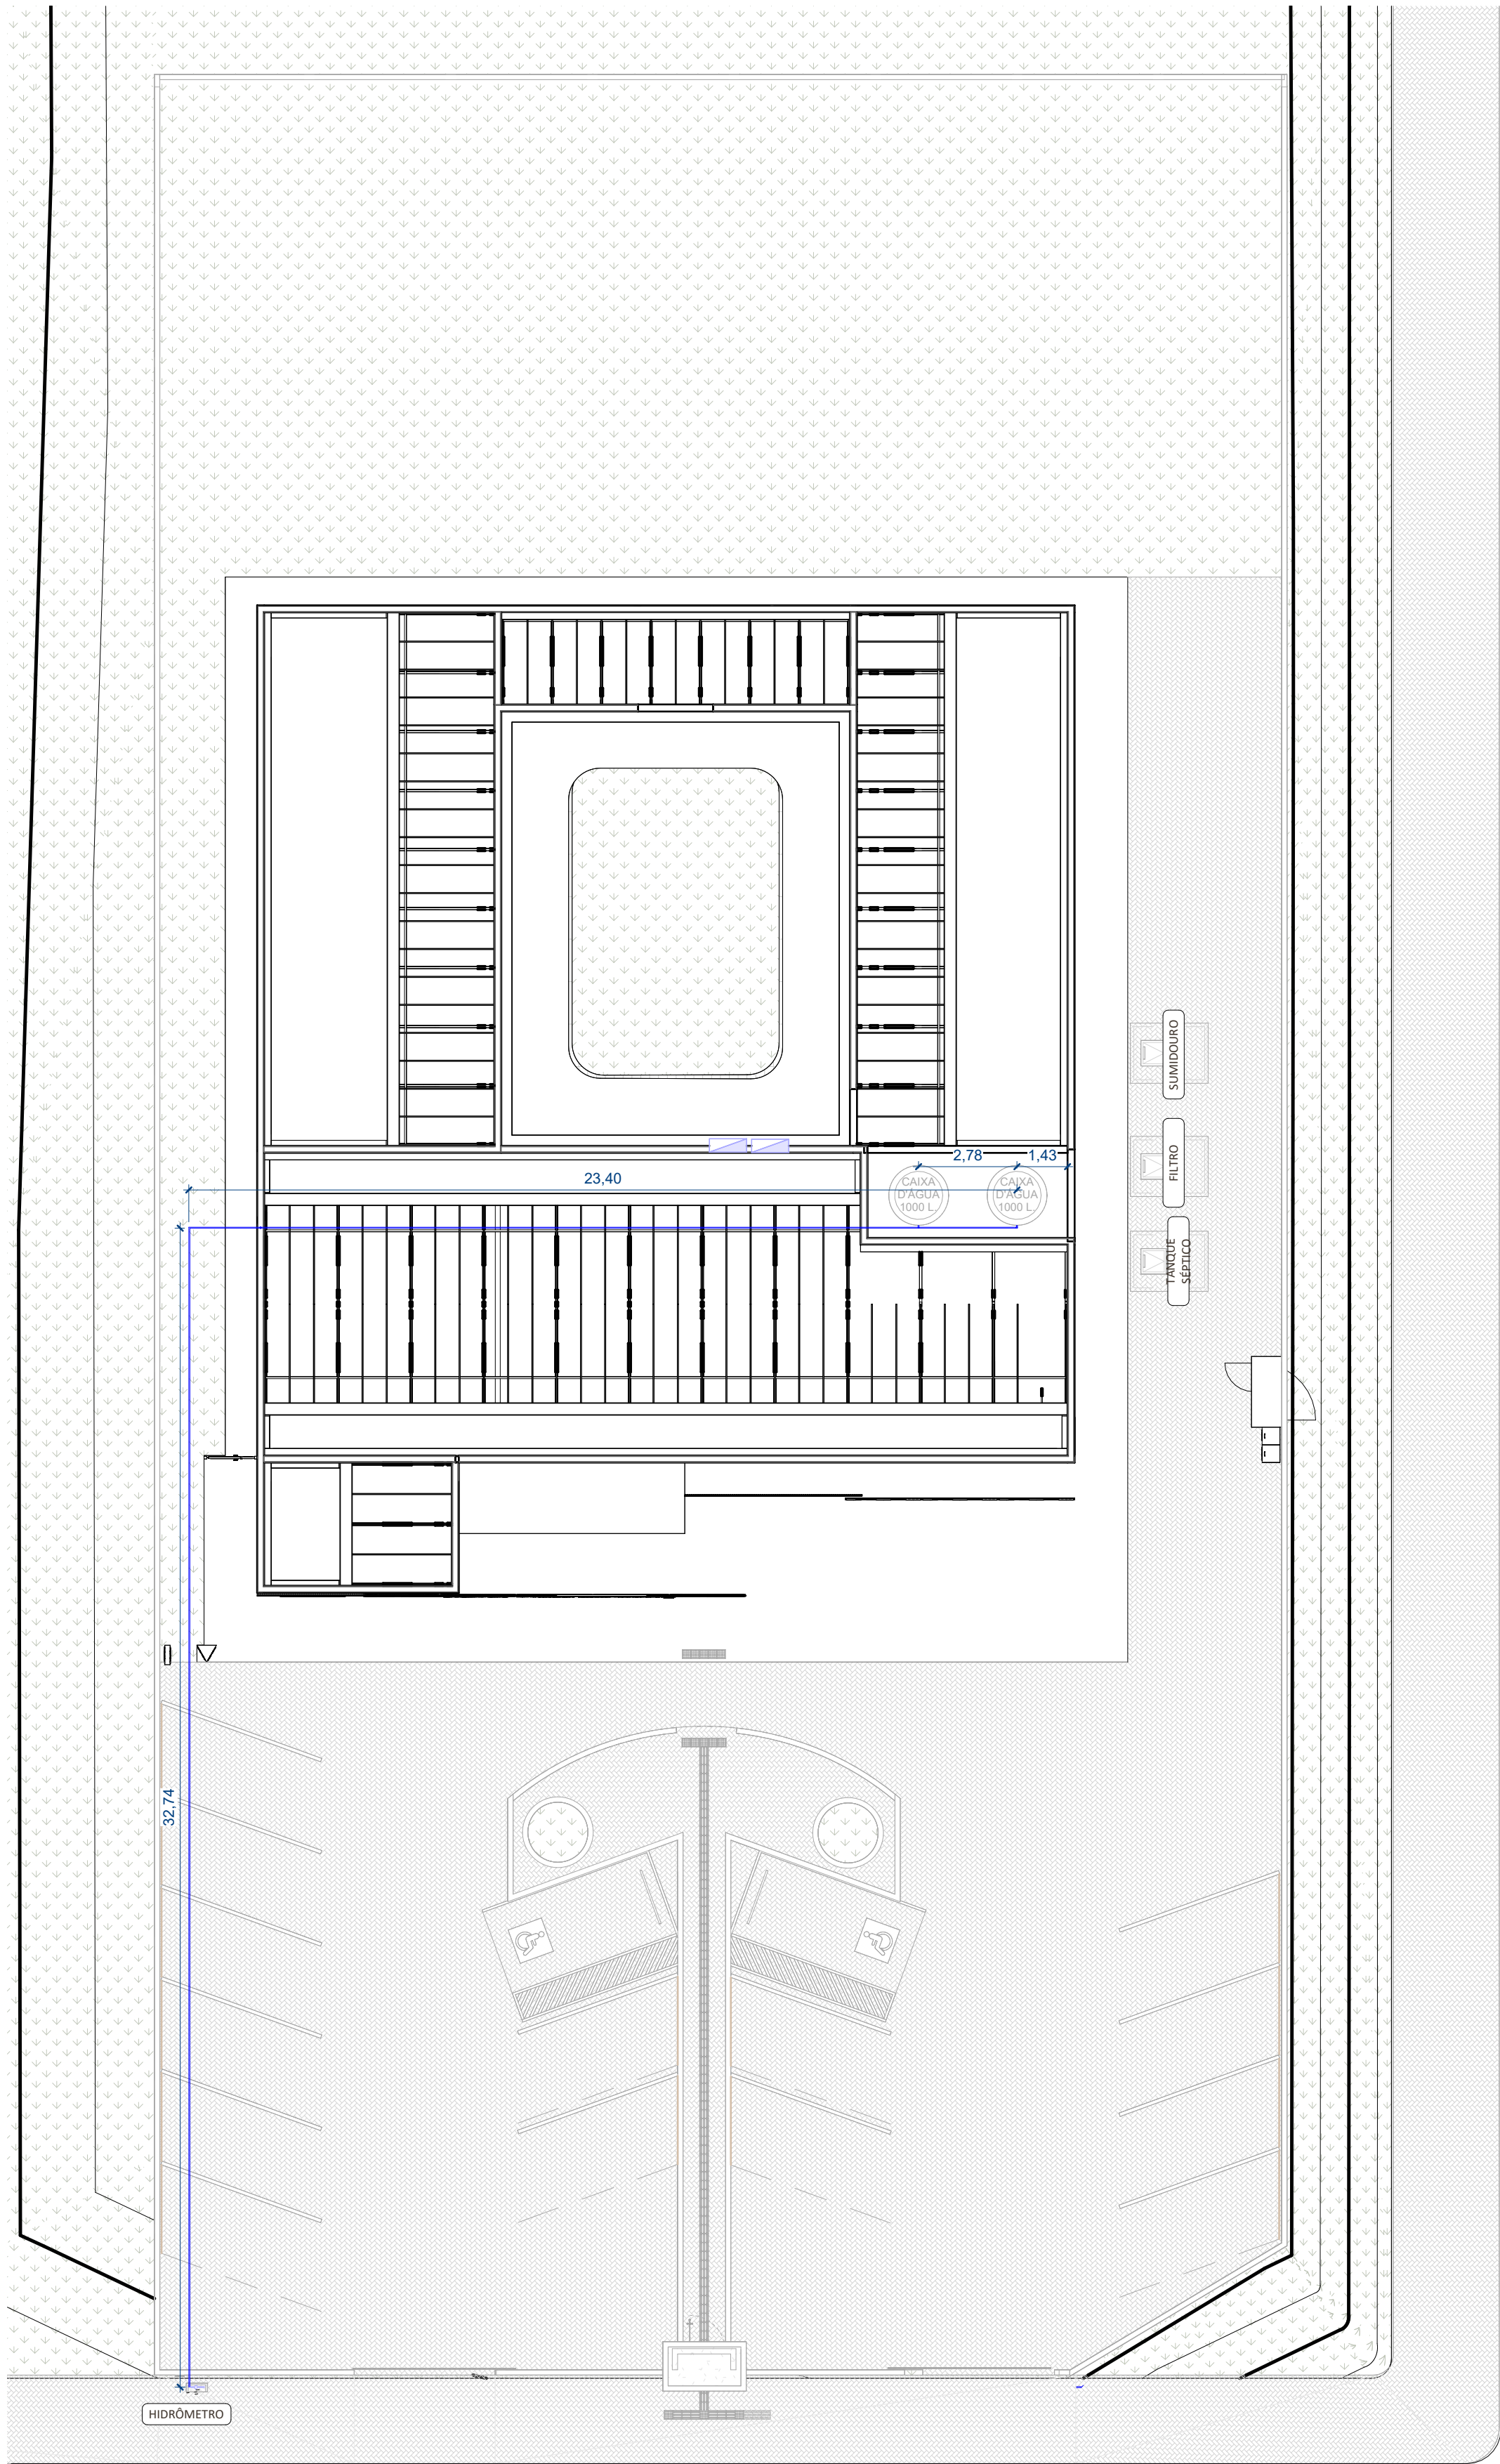 SUMIDOURO
FILTRO
TANQUE
SÉPTICO
2,78
1,43
23,40
CAIXA
D'ÁGUA
1000 L.
CAIXA
D'ÁGUA
1000 L.
32,74
HIDRÔMETRO